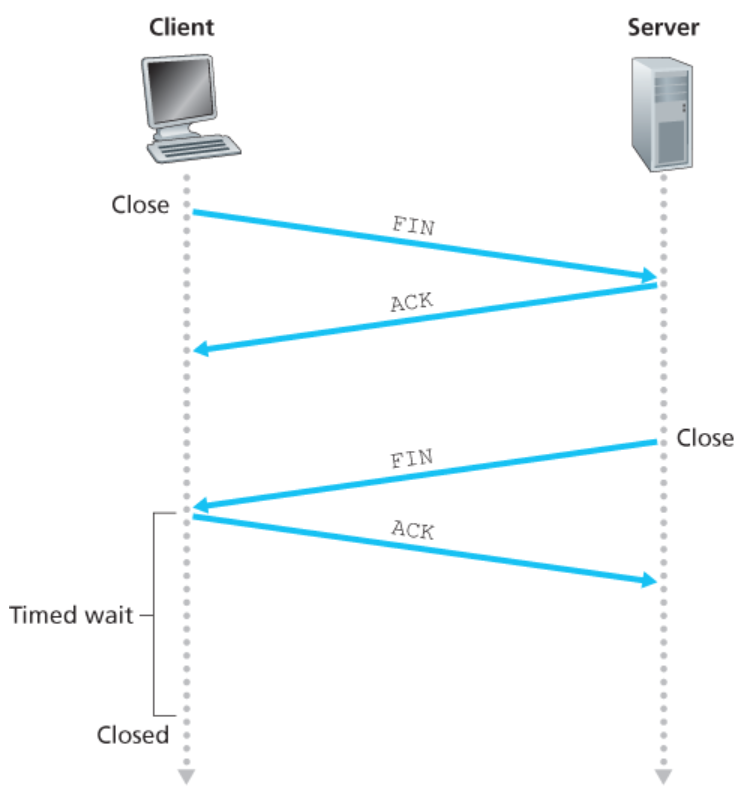 Client
Server
Close
FIN
ACK
Close
FIN
ACK
Timed wait
Closed